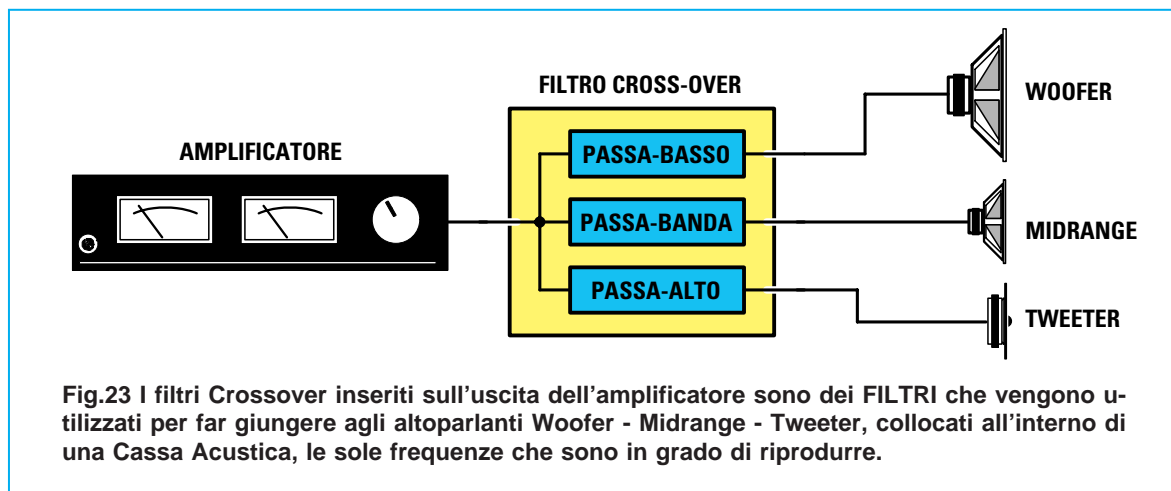 FILTRO CROSS-OVER
WOOFER
AMPLIFICATORE
PASSA-BASSO
PASSA-BANDA
MIDRANGE
PASSA-ALTO
TWEETER
Fig.23 I filtri Crossover inseriti sull’uscita dell’amplificatore sono dei FILTRI che vengono u-
tilizzati per far giungere agli altoparlanti Woofer - Midrange - Tweeter, collocati all’interno di
una Cassa Acustica, le sole frequenze che sono in grado di riprodurre.